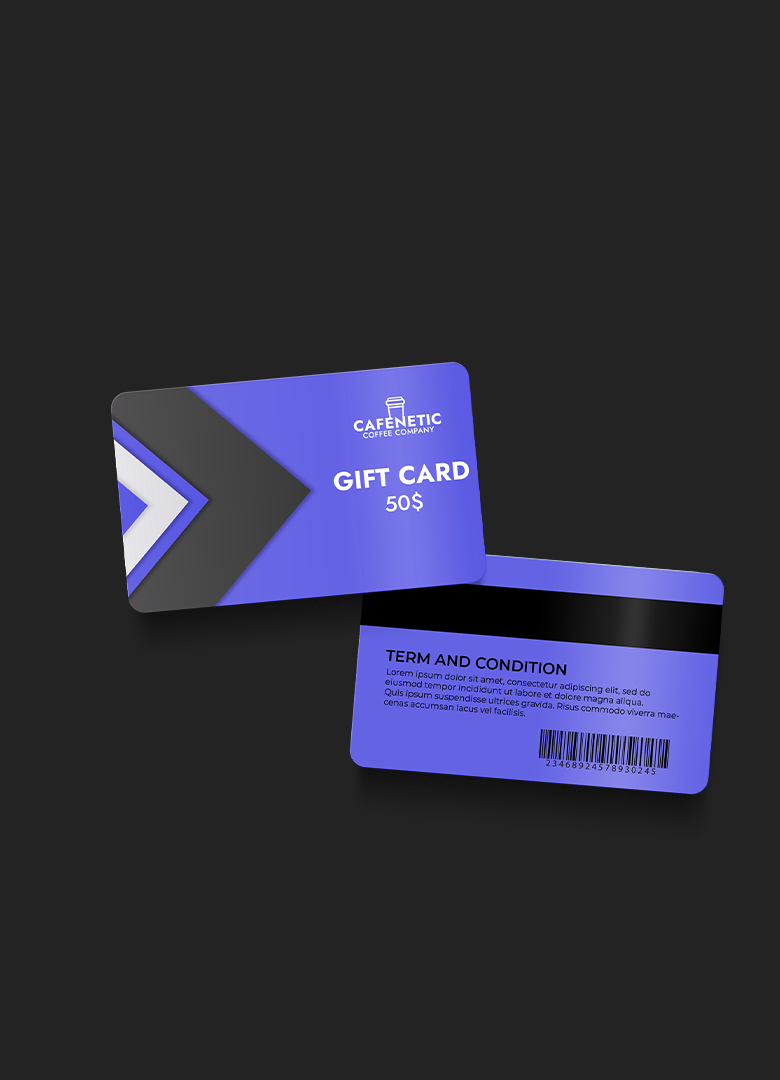 CAFENETIC
COFFEE COMPANY
GIFT CARD
50$
TERM AND CONDITION
Lorem ipsum dolor sit amet, consectetur adipiscing elit, sed do
eiusmod tempor incididunt ut labore et dolore magna aliqua.
Quis ipsum suspendisse ultrices gravida. Risus commodo viverra mae-
cenas accumsan lacus vel facilisis.
23468924578930245